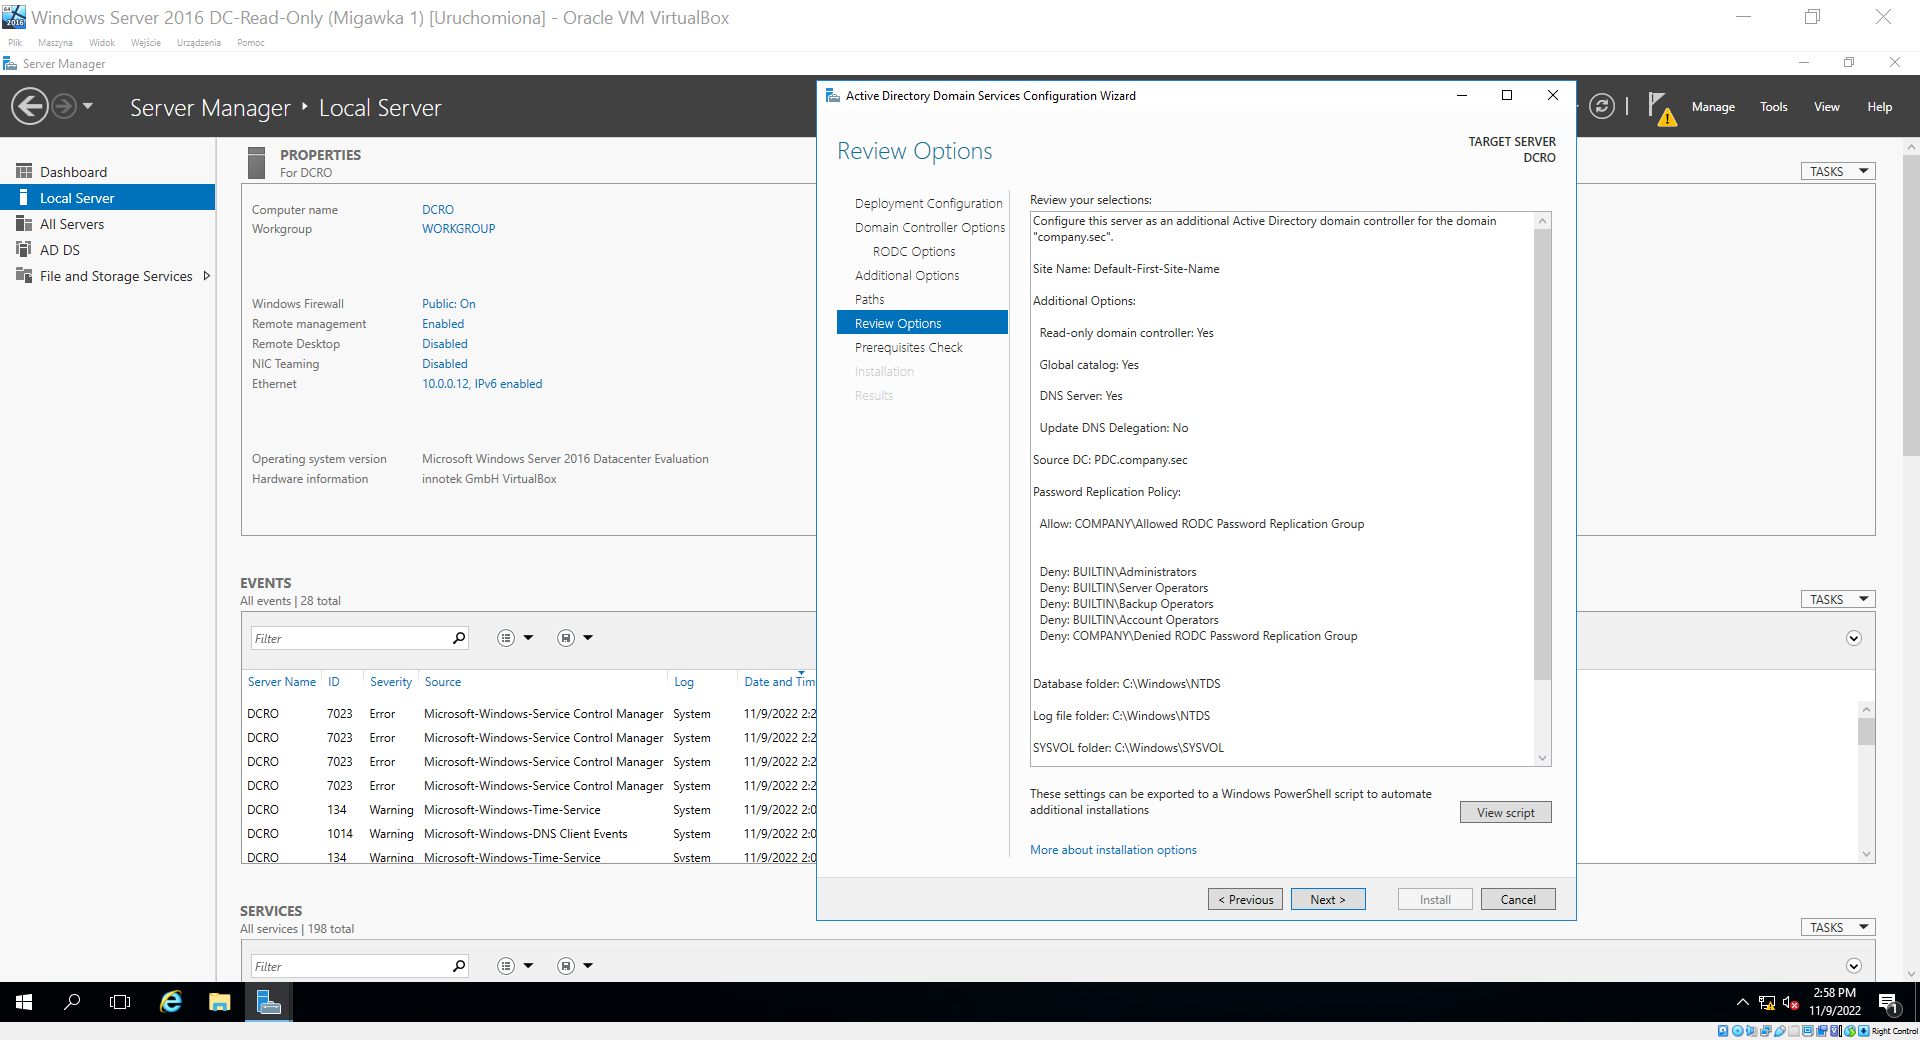 Windows Server 2016 DC-Read-Only (Migawka 1) [Uruchomiona] - Oracle VM VirtualBox
Plik Maszyna Widok Wejście Urządzenia Pomoc
Server Manager
Server Manager Local Server
Manage Tools View Help
Dashboard
Local Server
All Servers
AD DS
File and Storage Services
PROPERTIES
For DCRO
TASKS
Computer name DCRO
Workgroup WORKGROUP
Windows Firewall Public: On
Remote management Enabled
Remote Desktop Disabled
NIC Teaming Disabled
Ethernet 10.0.0.12, IPv6 enabled
Operating system version Microsoft Windows Server 2016 Datacenter Evaluation
Hardware information innotek GmbH VirtualBox
EVENTS
All events | 28 total
TASKS
Filter
Server Name ID Severity Source Log Date and Tim
DCRO 7023 Error Microsoft-Windows-Service Control Manager System 11/9/2022 2:2
DCRO 7023 Error Microsoft-Windows-Service Control Manager System 11/9/2022 2:2
DCRO 7023 Error Microsoft-Windows-Service Control Manager System 11/9/2022 2:2
DCRO 7023 Error Microsoft-Windows-Service Control Manager System 11/9/2022 2:2
DCRO 134 Warning Microsoft-Windows-Time-Service System 11/9/2022 2:0
DCRO 1014 Warning Microsoft-Windows-DNS Client Events System 11/9/2022 2:0
DCRO 134 Warning Microsoft-Windows-Time-Service System 11/9/2022 2:0
SERVICES
All services | 198 total
TASKS
Filter
Active Directory Domain Services Configuration Wizard
Review Options
TARGET SERVER
DCRO
Deployment Configuration
Domain Controller Options
RODC Options
Additional Options
Paths
Review Options
Prerequisites Check
Installation
Results
Review your selections:
Configure this server as an additional Active Directory domain controller for the domain
"company.sec".
Site Name: Default-First-Site-Name
Additional Options:
Read-only domain controller: Yes
Global catalog: Yes
DNS Server: Yes
Update DNS Delegation: No
Source DC: PDC.company.sec
Password Replication Policy:
Allow: COMPANY\Allowed RODC Password Replication Group
Deny: BUILTIN\Administrators
Deny: BUILTIN\Server Operators
Deny: BUILTIN\Backup Operators
Deny: BUILTIN\Account Operators
Deny: COMPANY\Denied RODC Password Replication Group
Database folder: C:\Windows\NTDS
Log file folder: C:\Windows\NTDS
SYSVOL folder: C:\Windows\SYSVOL
These settings can be exported to a Windows PowerShell script to automate
additional installations
View script
More about installation options
< Previous Next > Install Cancel
2:58 PM
11/9/2022
1
Right Control